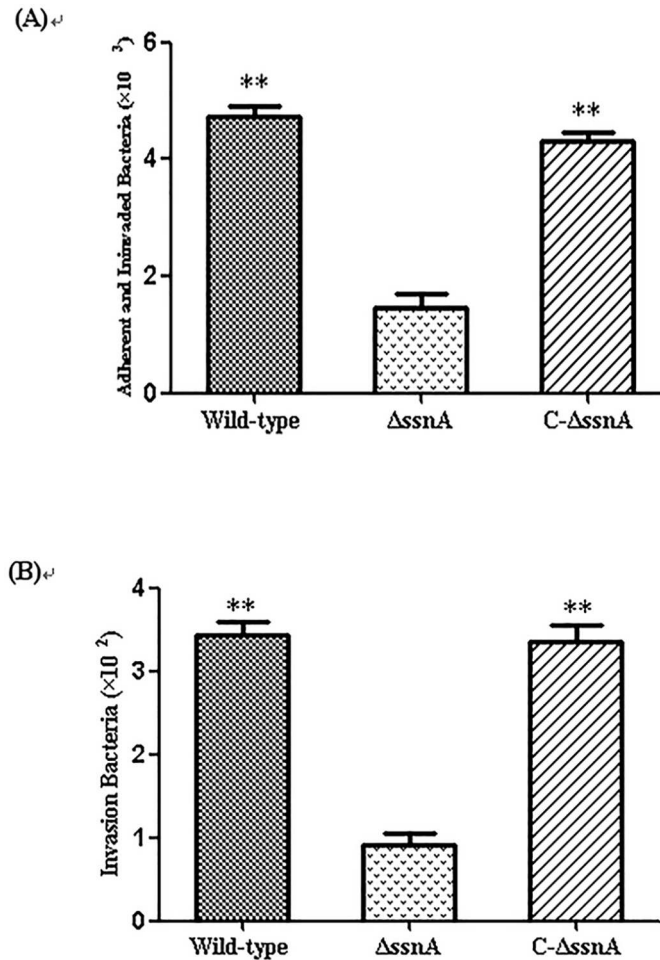 (A)↵
Adherent and Ininvaded Bacteria (×10 3)
6
4
2
0
**
**
Wild-type ΔssnA C-ΔssnA
(B)↵
Invasion Bacteria (×10 2)
4
3
2
1
0
**
**
Wild-type ΔssnA C-ΔssnA